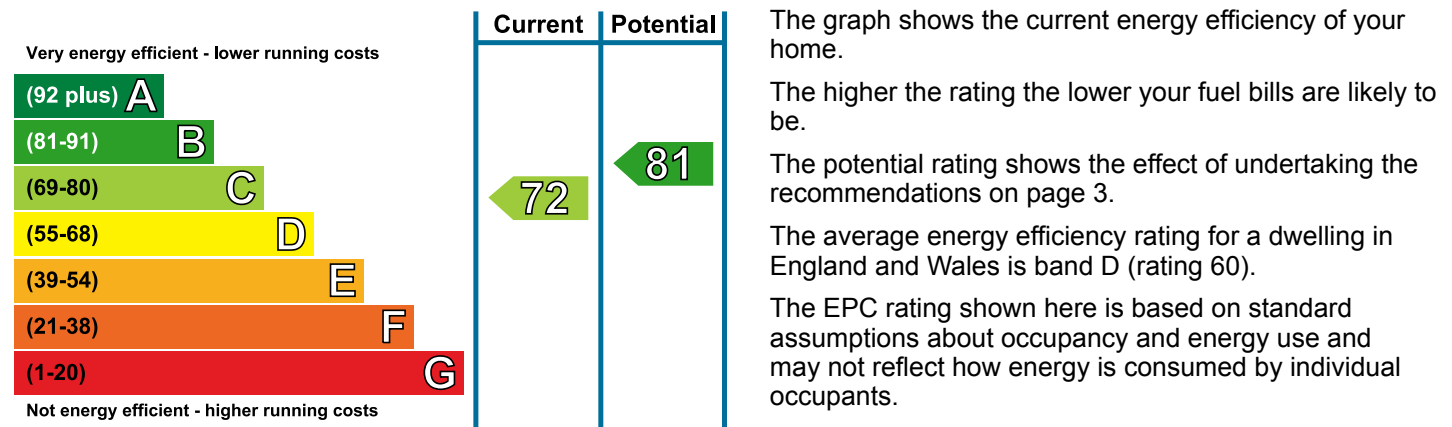 Current Potential
Very energy efficient - lower running costs
(92 plus) A
(81-91) B
(69-80) C
(55-68) D
(39-54) E
(21-38) F
(1-20) G
Not energy efficient - higher running costs
72
81
The graph shows the current energy efficiency of your
home.
The higher the rating the lower your fuel bills are likely to
be.
The potential rating shows the effect of undertaking the
recommendations on page 3.
The average energy efficiency rating for a dwelling in
England and Wales is band D (rating 60).
The EPC rating shown here is based on standard
assumptions about occupancy and energy use and
may not reflect how energy is consumed by individual
occupants.